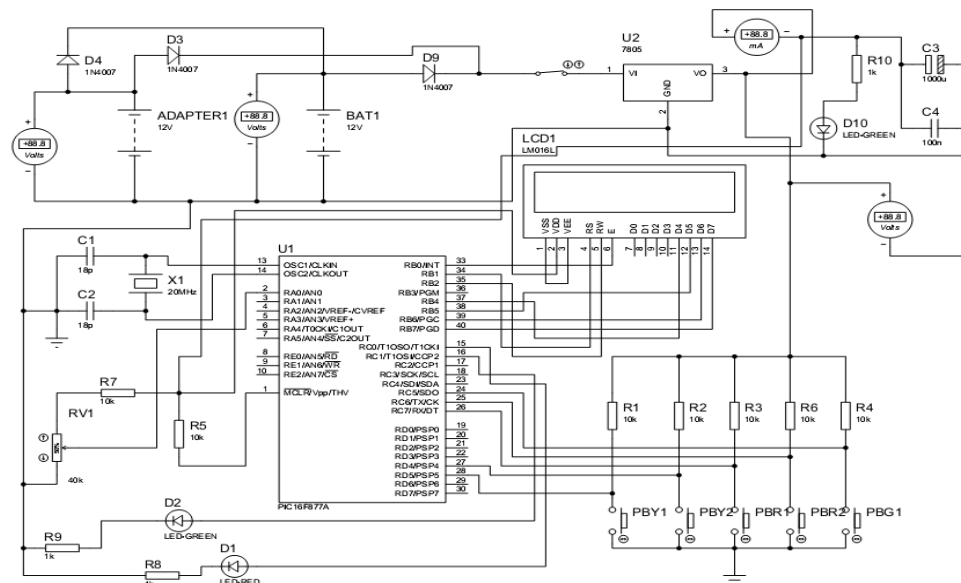 D4
1N4007
D3
1N4007
D9
1N4007
U2
7805
1
VI
VO
3
GND
2
+88.8
mA
R10
1k
C3
1000u
C4
100n
D10
LED-GREEN
ADAPTER1
12V
BAT1
12V
+88.8
Volts
+88.8
Volts
+88.8
Volts
LCD1
LM016L
VSS
VDD
VEE
RS
RW
E
D0
D1
D2
D3
D4
D5
D6
D7
1
2
3
4
5
6
7
8
9
10
11
12
13
14
C1
18p
C2
18p
X1
20MHz
U1
13
OSC1/CLKIN
14
OSC2/CLKOUT
2
RA0/AN0
3
RA1/AN1
4
RA2/AN2/VREF-/CVREF
5
RA3/AN3/VREF+
6
RA4/T0CKI/C1OUT
7
RA5/AN4/SS/C2OUT
8
RE0/AN5/RD
9
RE1/AN6/WR
10
RE2/AN7/CS
1
MCLR/Vpp/THV
RB0/INT
33
RB1
34
RB2
35
RB3/PGM
36
RB4
37
RB5
38
RB6/PGC
39
RB7/PGD
40
RC0/T1OSO/T1CKI
15
RC1/T1OSI/CCP2
16
RC2/CCP1
17
RC3/SCK/SCL
18
RC4/SDI/SDA
23
RC5/SDO
24
RC6/TX/CK
25
RC7/RX/DT
26
RD0/PSP0
19
RD1/PSP1
20
RD2/PSP2
21
RD3/PSP3
22
RD4/PSP4
27
RD5/PSP5
28
RD6/PSP6
29
RD7/PSP7
30
PIC16F877A
R7
10k
RV1
50%
40k
R5
10k
D2
LED-GREEN
R9
1k
D1
LED-RED
R8
R1
10k
R2
10k
R3
10k
R6
10k
R4
10k
PBY1
PBY2
PBR1
PBR2
PBG1